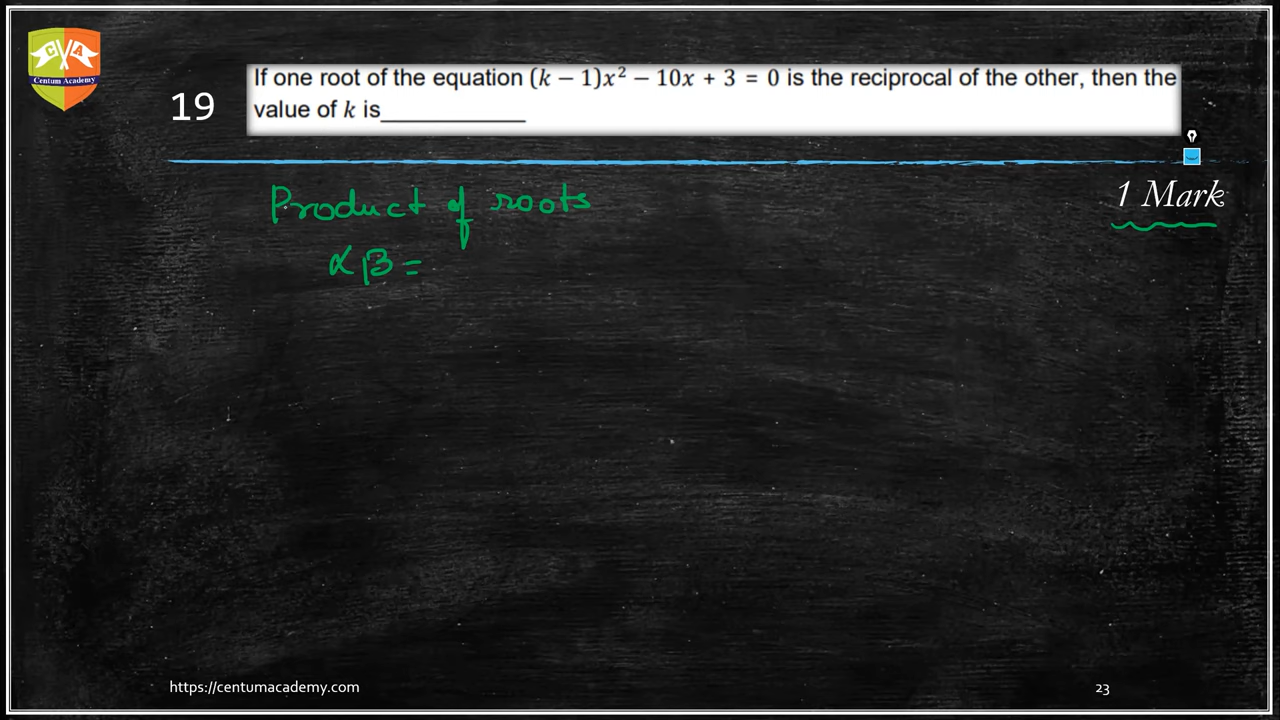 C A
Centum Academy
19
If one root of the equation (k − 1)x² − 10x + 3 = 0 is the reciprocal of the other, then the
value of k is____________
1 Mark
Product of roots
αβ =
https://centumacademy.com
23